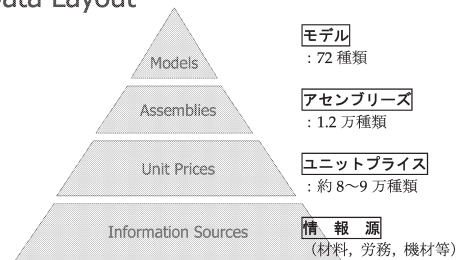 Data Layout
Models
モデル
：72 種類
Assemblies
アセンブリーズ
：1.2 万種類
Unit Prices
ユニットプライス
：約 8～9 万種類
Information Sources
情 報 源
（材料, 労務, 機材等）